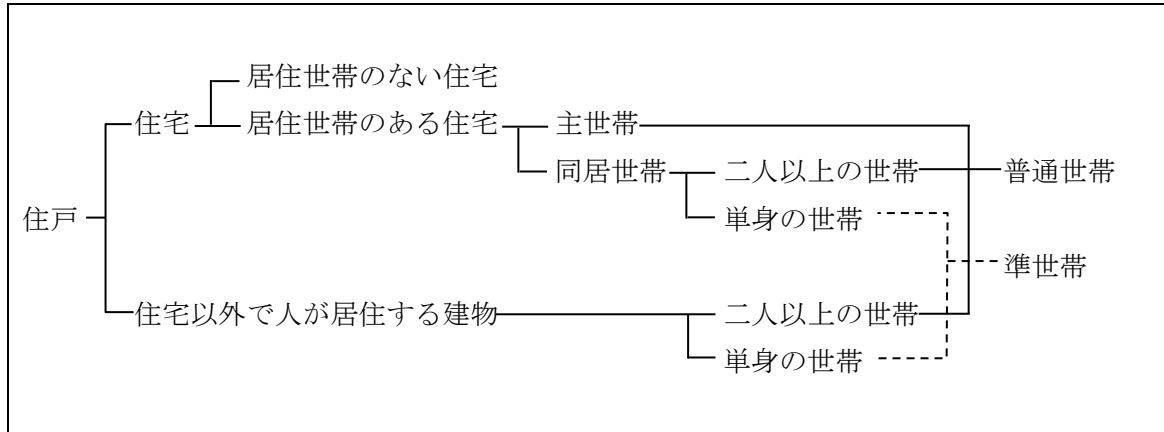 居住世帯のない住宅
住宅 居住世帯のある住宅 主世帯
同居世帯 二人以上の世帯 普通世帯
住戸 単身の世帯
準世帯
住宅以外で人が居住する建物 二人以上の世帯
単身の世帯